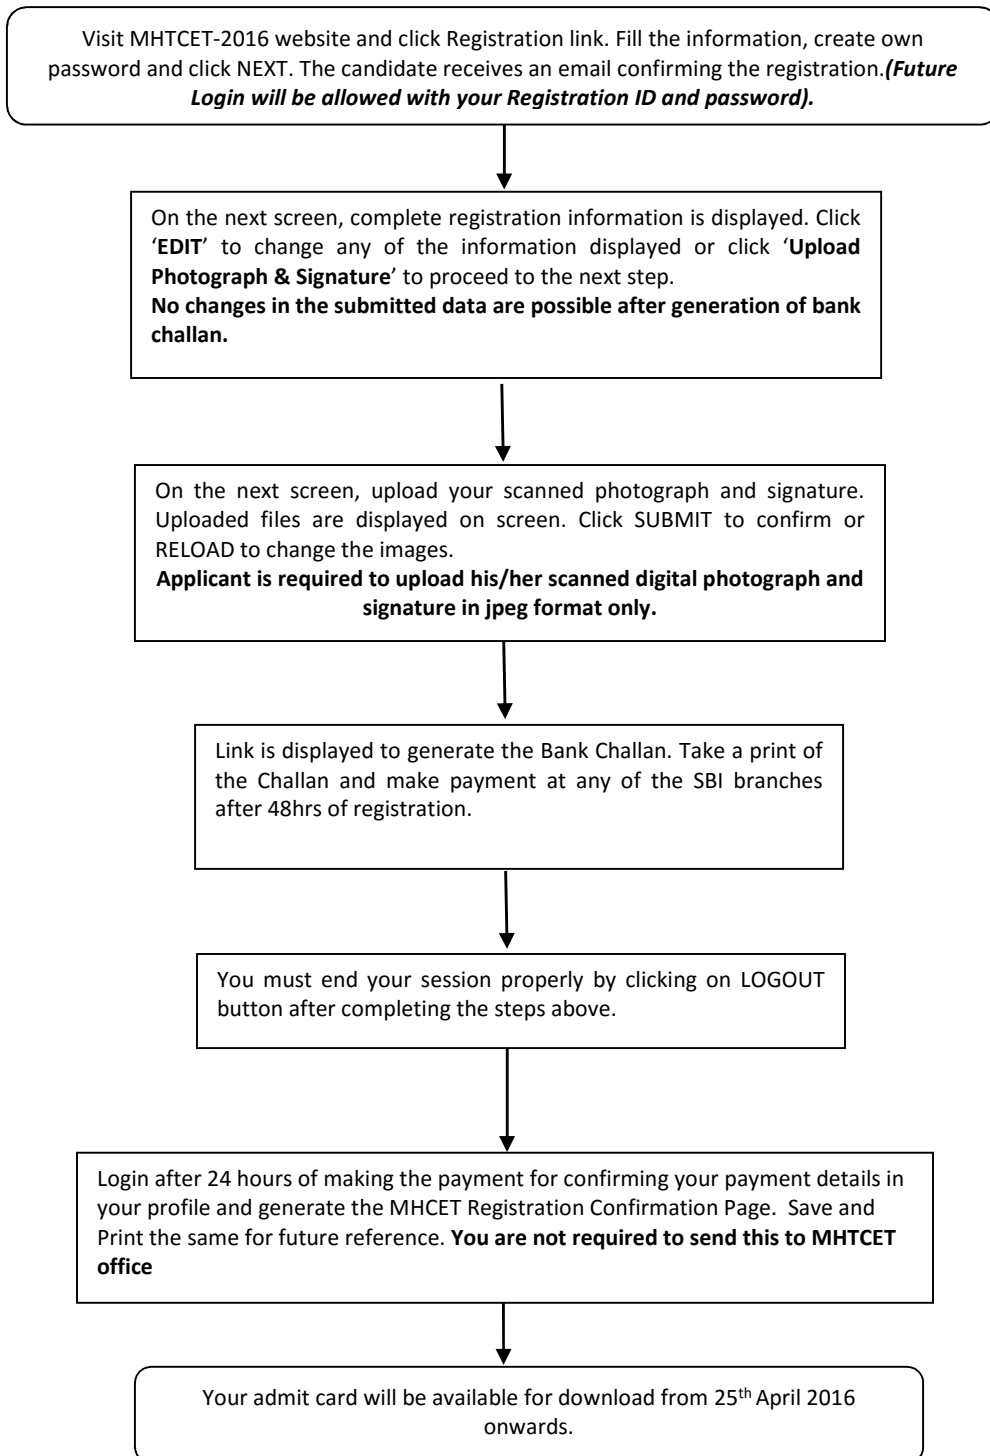 Visit MHTCET-2016 website and click Registration link. Fill the information, create own
password and click NEXT. The candidate receives an email confirming the registration.(Future
Login will be allowed with your Registration ID and password).
On the next screen, complete registration information is displayed. Click
‘EDIT’ to change any of the information displayed or click ‘Upload
Photograph & Signature’ to proceed to the next step.
No changes in the submitted data are possible after generation of bank
challan.
On the next screen, upload your scanned photograph and signature.
Uploaded files are displayed on screen. Click SUBMIT to confirm or
RELOAD to change the images.
Applicant is required to upload his/her scanned digital photograph and
signature in jpeg format only.
Link is displayed to generate the Bank Challan. Take a print of
the Challan and make payment at any of the SBI branches
after 48hrs of registration.
You must end your session properly by clicking on LOGOUT
button after completing the steps above.
Login after 24 hours of making the payment for confirming your payment details in
your profile and generate the MHCET Registration Confirmation Page. Save and
Print the same for future reference. You are not required to send this to MHTCET
office
Your admit card will be available for download from 25th April 2016
onwards.